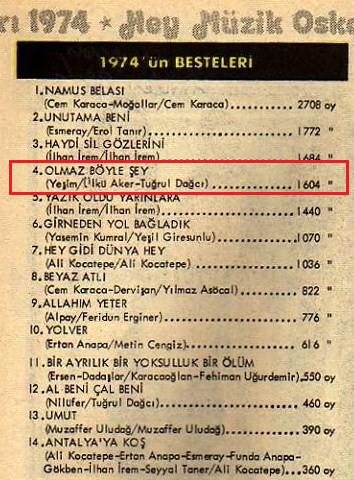 rı 1974 ★ Hey Müzik Oska
1974'ün BESTELERİ
1.NAMUS BELASI
(Cem Karaca-Moğollar/Cem Karaca)............ 2708 oy
2.UNUTAMA BENİ
(Esmeray/Erol Tanır)............................ 1772 "
3.HAYDİ SİL GÖZLERİNİ
(İlhan İrem/İlhan İrem)......................... 1684 "
4.OLMAZ BÖYLE ŞEY
(Yeşim/Ülkü Aker-Tuğrul Dağcı)................ 1604 "
5.YAZIK OLDU YARINLARA
(İlhan İrem/İlhan İrem)......................... 1440 "
6.GİRNEDEN YOL BAĞLADIK
(Yasemin Kumral/Yeşil Giresunlu)..............1070 "
7.HEY GİDİ DÜNYA HEY
(Ali Kocatepe/Ali Kocatepe).................... 1036 "
8.BEYAZ ATLI
(Cem Karaca-Dervişan/Yılmaz Asöcal)........ 822 "
9.ALLAHIM YETER
(Alpay/Feridun Erginer)........................ 776 "
10.YOLVER
(Ertan Anapa/Metin Cengiz)................... 616 "
11.BİR AYRILIK BİR YOKSULLUK BİR ÖLÜM
(Ersen-Dadaşlar/Karacaoğlan-Fehiman Uğurdemir).550 oy
12.AL BENİ ÇAL BENİ
(Nilüfer/Tuğrul Dağcı)........................ 460 oy
13.UMUT
(Muzaffer Uludağ/Muzaffer Uludağ)........... 390 oy
14.ANTALYA'YA KOŞ
(Ali Kocatepe-Ertan Anapa-Esmeray-Funda Anapa-
Gökben-İlhan İrem-Seyyal Taner/Ali Kocatepe)...360 oy